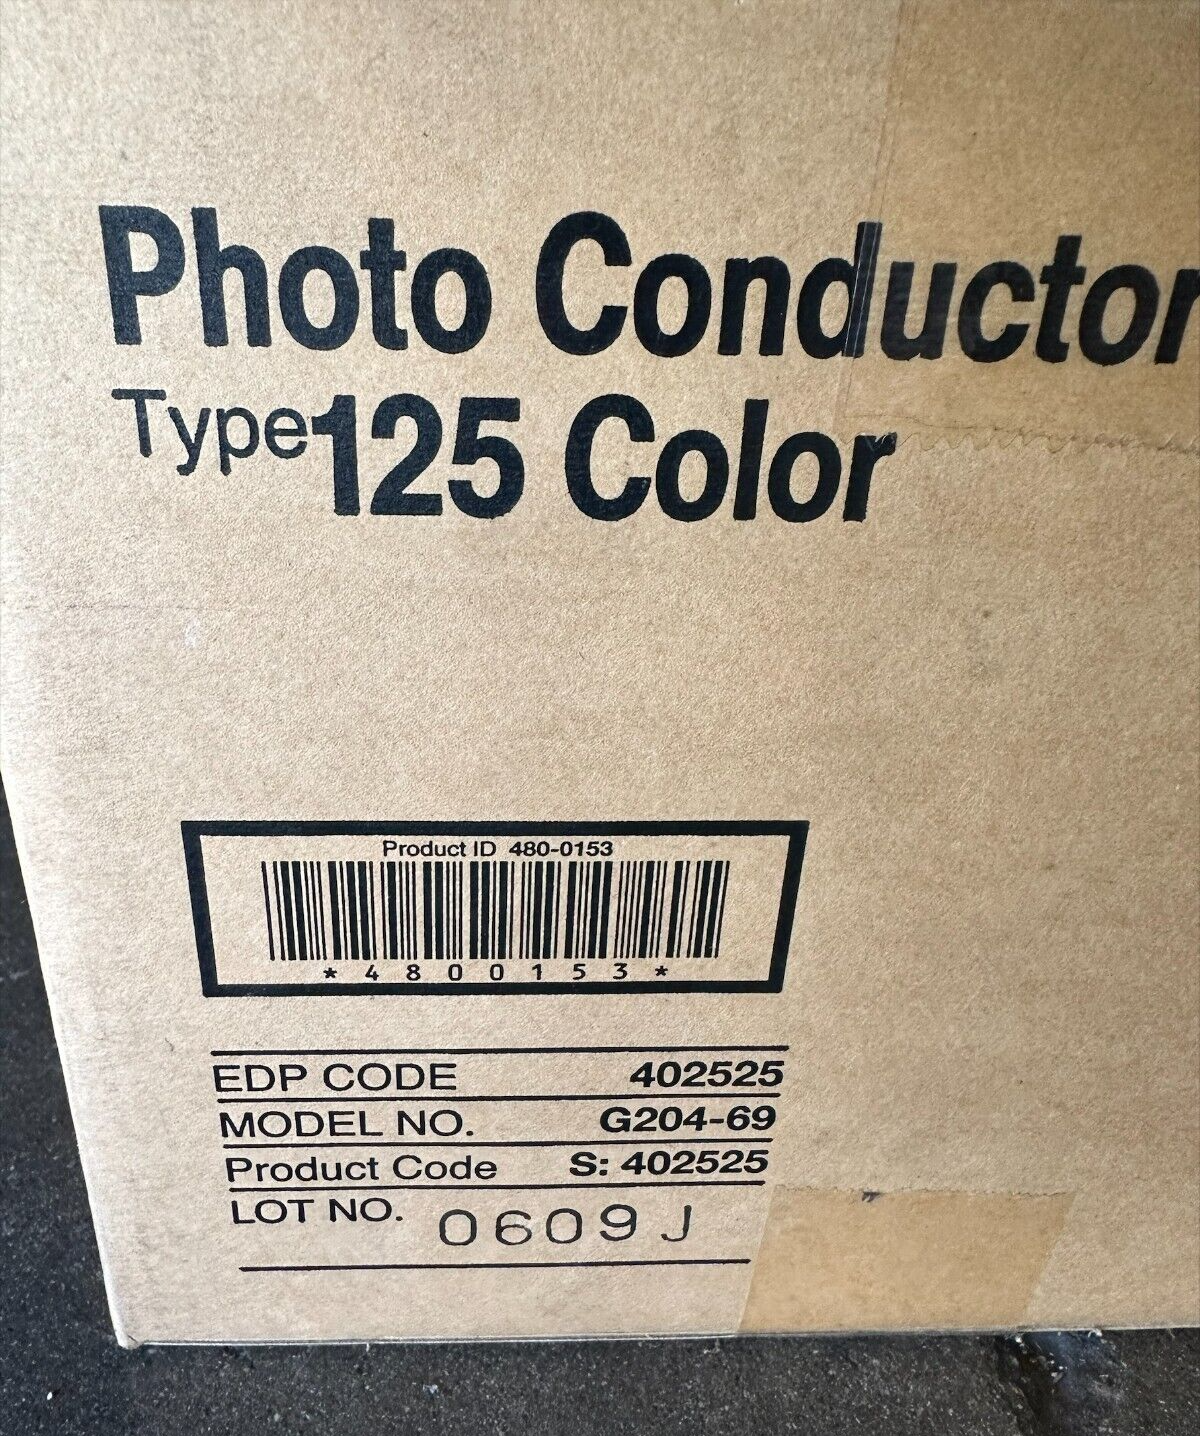 Photo Conductor
Type 125 Color
Product ID 480-0153
*4800153*
EDP CODE 402525
MODEL NO. G204-69
Product Code S: 402525
LOT NO. 0609J